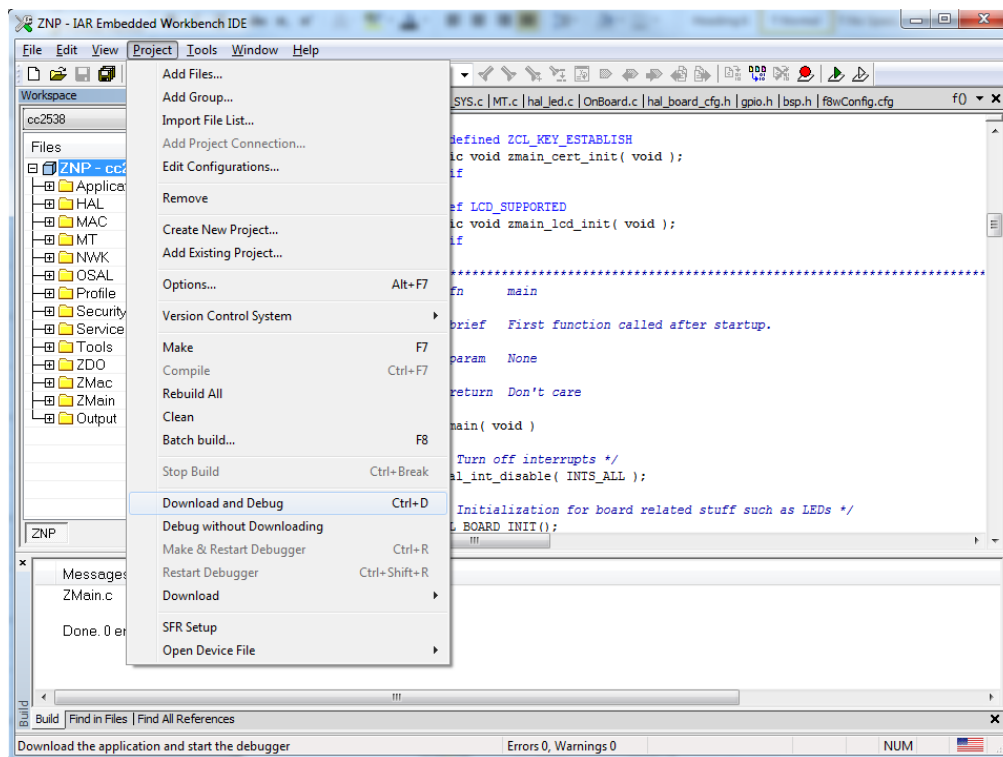 ZNP - IAR Embedded Workbench IDE
File Edit View Project Tools Window Help
Workspace
cc2538
Files
ZNP - cc2
Applica
HAL
MAC
MT
NWK
OSAL
Profile
Security
Service
Tools
ZDO
ZMac
ZMain
Output
ZNP
Add Files...
Add Group...
Import File List...
Add Project Connection...
Edit Configurations...
Remove
Create New Project...
Add Existing Project...
Options... Alt+F7
Version Control System
Make F7
Compile Ctrl+F7
Rebuild All
Clean
Batch build... F8
Stop Build Ctrl+Break
Download and Debug Ctrl+D
Debug without Downloading
Make & Restart Debugger Ctrl+R
Restart Debugger Ctrl+Shift+R
Download
SFR Setup
Open Device File
_SYS.c | MT.c | hal_led.c | OnBoard.c | hal_board_cfg.h | gpio.h | bsp.h | f8wConfig.cfg f()
defined ZCL_KEY_ESTABLISH
ic void zmain_cert_init( void );
if
ef LCD_SUPPORTED
ic void zmain_lcd_init( void );
if
fn main
brief First function called after startup.
param None
return Don't care
main( void )
Turn off interrupts */
al_int_disable( INTS_ALL );
Initialization for board related stuff such as LEDs */
L_BOARD_INIT();
Messages
ZMain.c
Done. 0 er
Build
Build Find in Files Find All References
Download the application and start the debugger Errors 0, Warnings 0 NUM